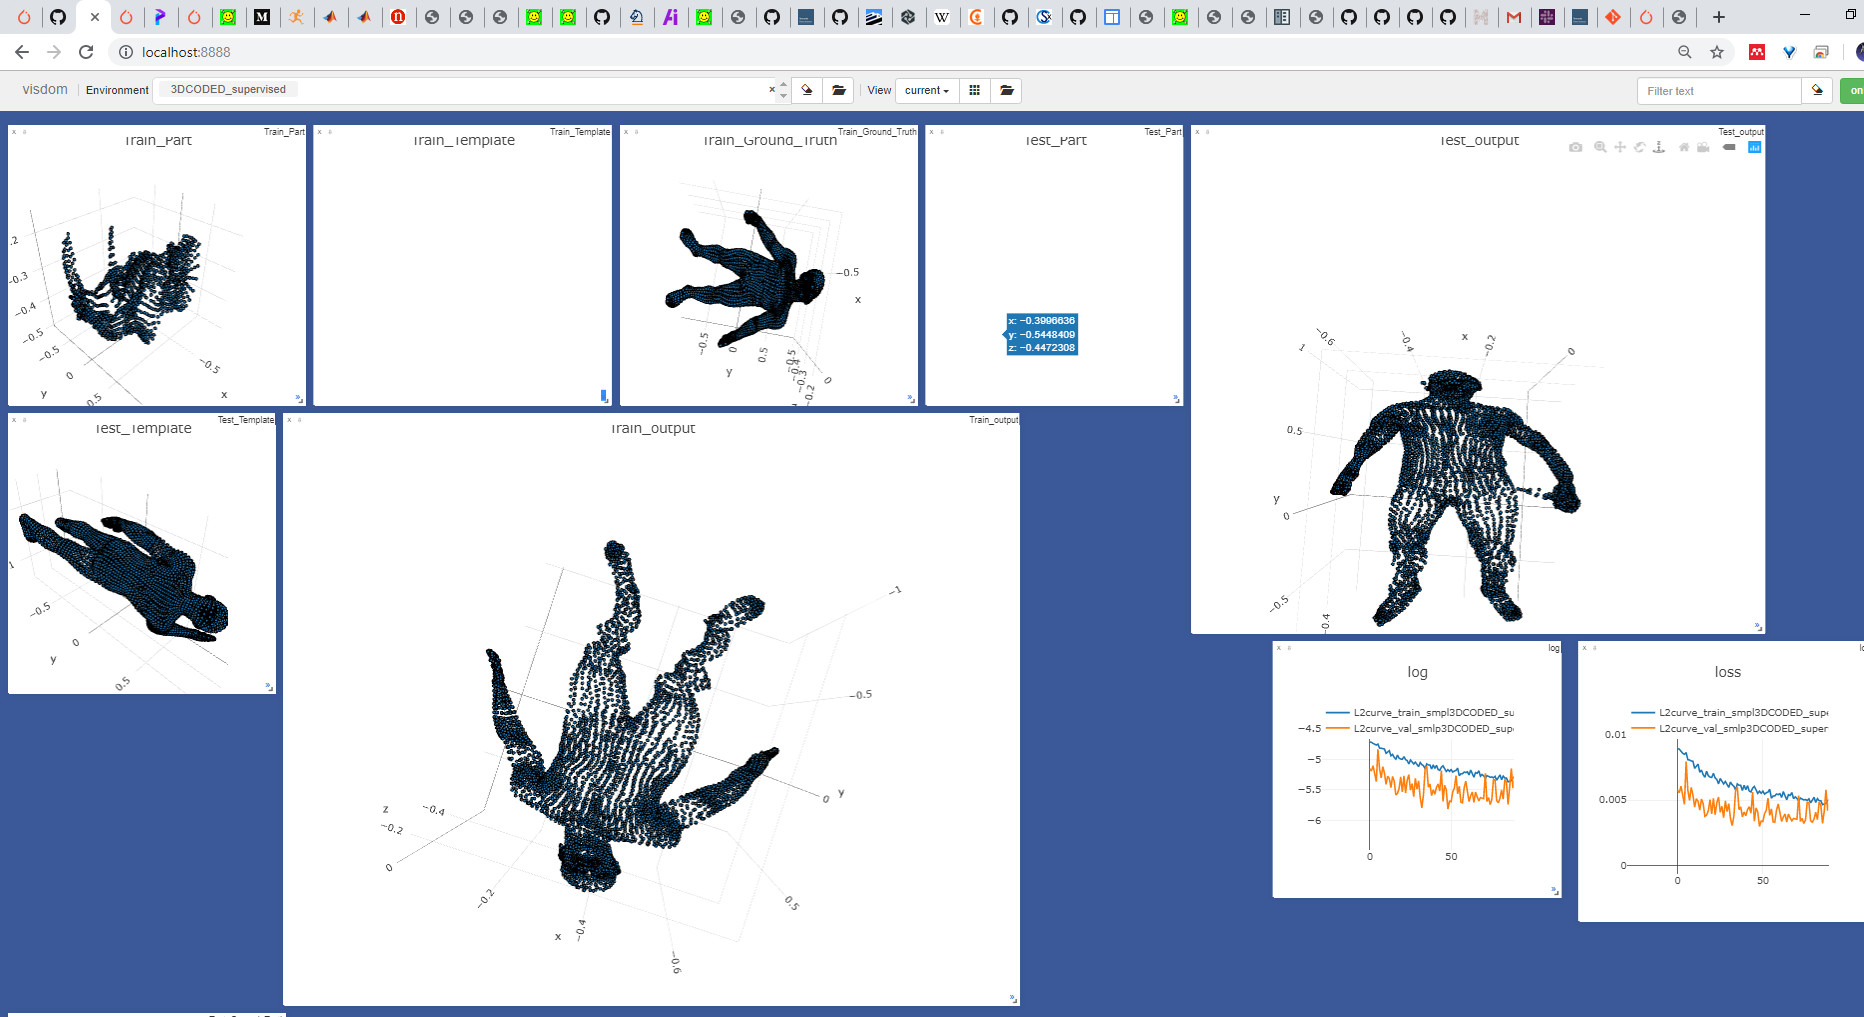 localhost:8888
visdom Environment 3DCODED_supervised × View current Filter text on
x Train_Part
Train_Part
.2
−0.3
−0.4
−0.5
−0.5
0
0.5
y
−0.5
x
x Train_Template
Train_Template
x Train_Ground_Truth
Train_Ground_Truth
−0.5
x
−0.5
0
0.5
y
−0.5
−0.4
−0.3
−0.2
0
x Test_Part
Test_Part
x: −0.3996636
y: −0.5448409
z: −0.4472308
x Test_output
Test_output
−0.6
−0.4
x
−0.2
0
1
0.5
y
0
−0.5
−0.4
x Test_Template
Test_Template
1
−0.5
0
y
0.5
x Train_output
Train_output
−1
−0.5
0 y
0.5
z
−0.4
−0.2
0
−0.2
x
−0.4
−0.6
x log
log
L2curve_train_smpl3DCODED_su
L2curve_val_smlp3DCODED_sup
−4.5
−5
−5.5
−6
0 50
x lo
loss
L2curve_train_smpl3DCODED_supe
L2curve_val_smlp3DCODED_super
0.01
0.005
0
0 50